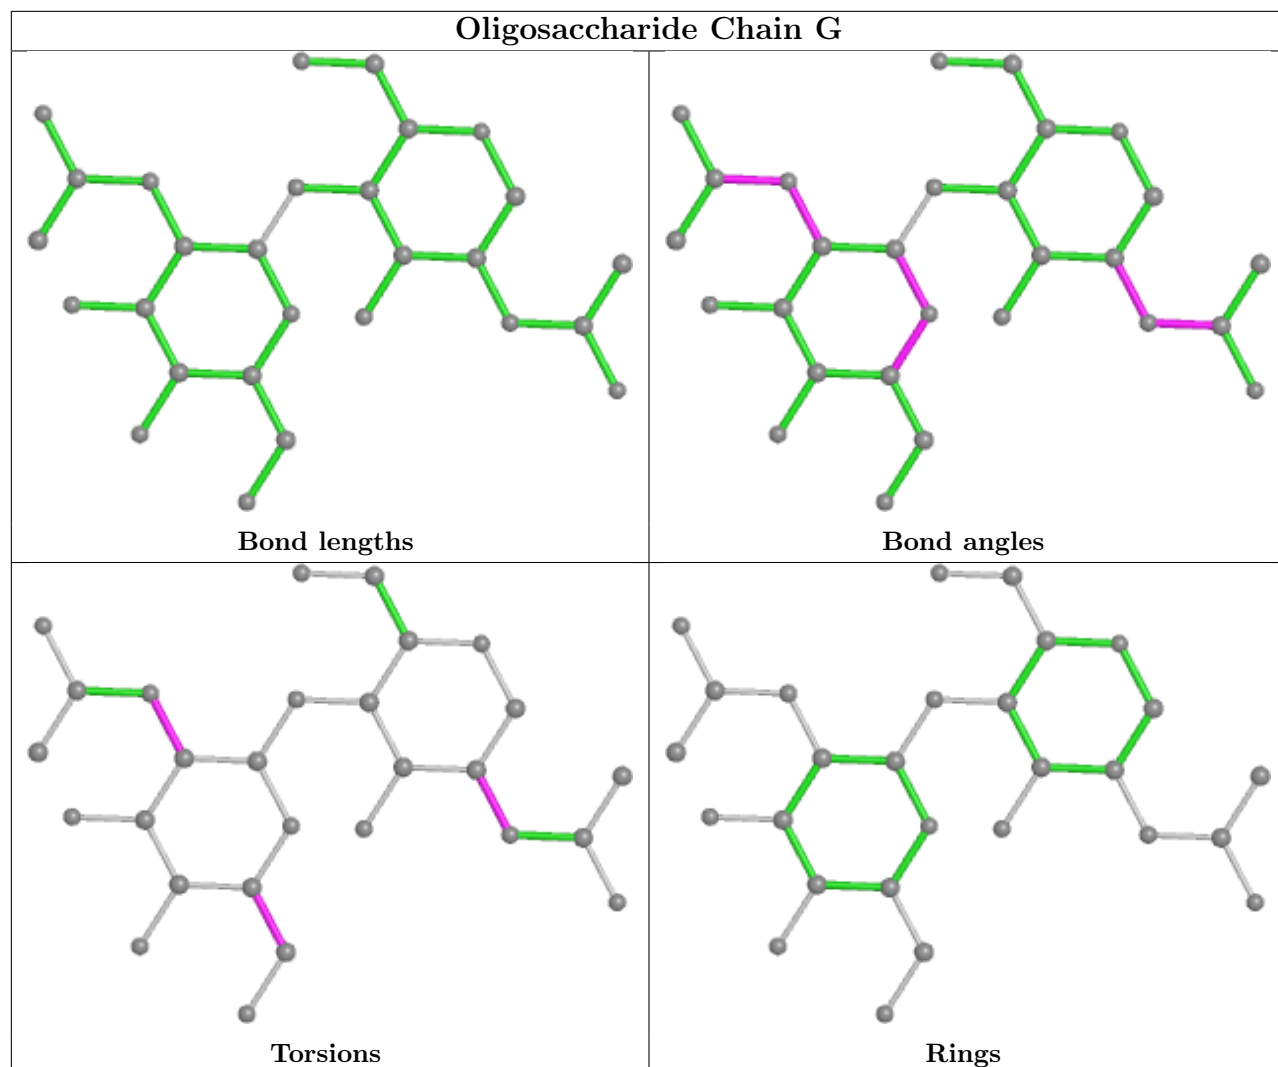 Oligosaccharide Chain G
Bond lengths
Bond angles
Torsions
Rings